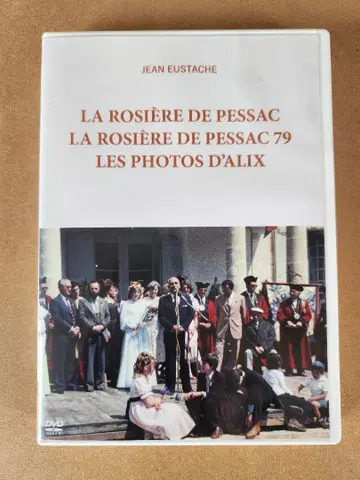 JEAN EUSTACHE
LA ROSIÈRE DE PESSAC
LA ROSIÈRE DE PESSAC 79
LES PHOTOS D'ALIX
DVD